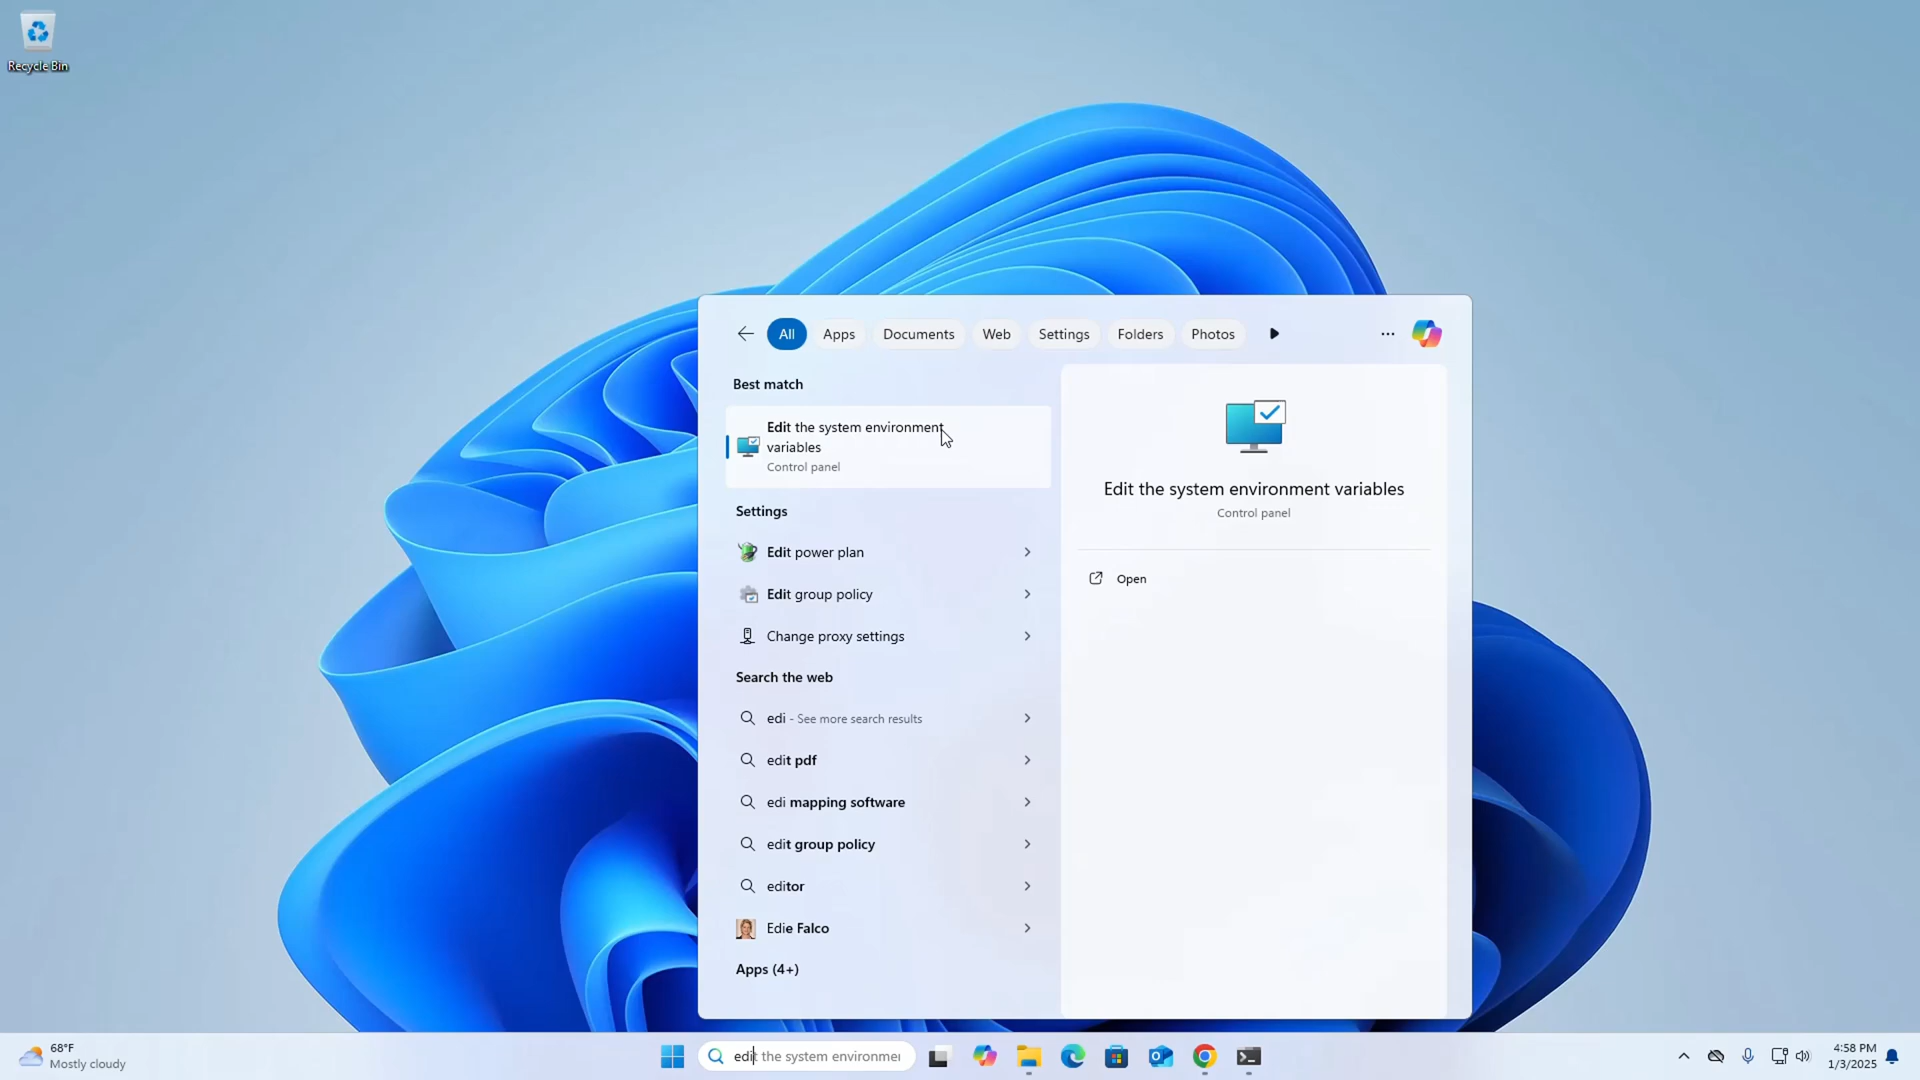 Recycle Bin
All
Apps
Documents
Web
Settings
Folders
Photos
Best match
Edit the system environment
variables
Control panel
Settings
Edit power plan
Edit group policy
Change proxy settings
Search the web
edi - See more search results
edit pdf
edi mapping software
edit group policy
editor
Edie Falco
Apps (4+)
Edit the system environment variables
Control panel
Open
68°F
Mostly cloudy
edit the system environmer
4:58 PM
1/3/2025